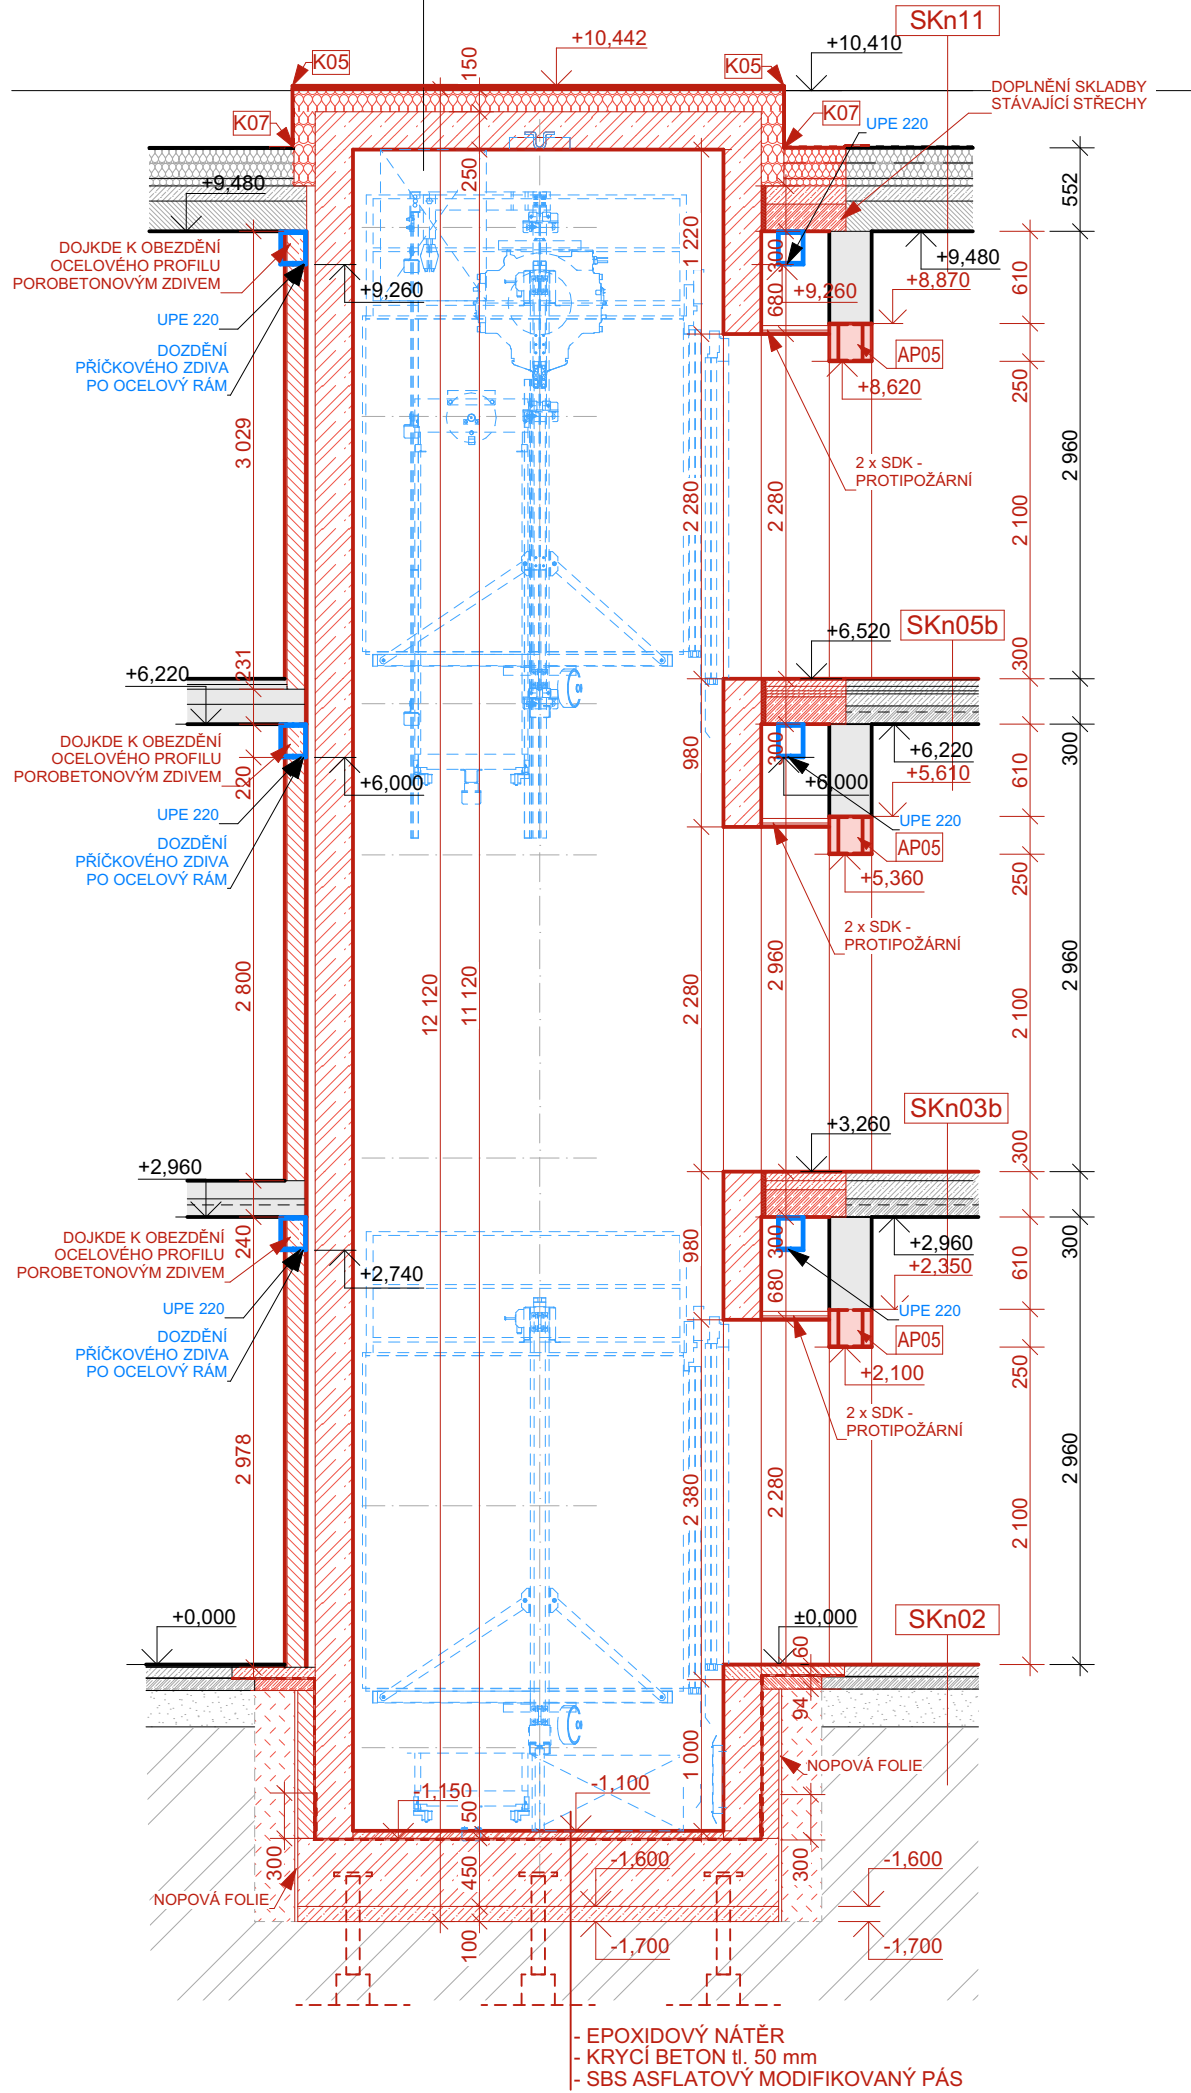 SKn11
+10,442
+10,410
K05
150
K05
DOPLNĚNÍ SKLADBY
STÁVAJÍCÍ STŘECHY
K07
K07
UPE 220
250
+9,480
552
DOJKDE K OBEZDĚNÍ
OCELOVÉHO PROFILU
POROBETONOVÝM ZDIVEM
1 220
300
+9,480
+9,260
680
+9,260
+8,870
610
UPE 220
DOZDĚNÍ
PŘÍČKOVÉHO ZDIVA
PO OCELOVÝ RÁM
AP05
+8,620
250
3 029
2 960
2 x SDK -
PROTIPOŽÁRNÍ
2 280
2 280
2 100
+6,520
SKn05b
300
+6,220
231
DOJKDE K OBEZDĚNÍ
OCELOVÉHO PROFILU
POROBETONOVÝM ZDIVEM
980
300
+6,220
300
+5,610
610
220
+6,000
+6,000
UPE 220
UPE 220
DOZDĚNÍ
PŘÍČKOVÉHO ZDIVA
PO OCELOVÝ RÁM
AP05
+5,360
250
2 x SDK -
PROTIPOŽÁRNÍ
2 800
12 120
11 120
2 280
2 960
2 100
2 960
SKn03b
+3,260
300
+2,960
DOJKDE K OBEZDĚNÍ
OCELOVÉHO PROFILU
POROBETONOVÝM ZDIVEM
240
980
300
+2,960
300
+2,740
+2,350
610
680
UPE 220
UPE 220
DOZDĚNÍ
PŘÍČKOVÉHO ZDIVA
PO OCELOVÝ RÁM
AP05
+2,100
250
2 x SDK -
PROTIPOŽÁRNÍ
2 978
2 380
2 280
2 960
2 100
+0,000
±0,000
SKn02
60
94
1 000
NOPOVÁ FOLIE
-1,150
-1,100
50
300
300
450
-1,600
-1,600
NOPOVÁ FOLIE
100
-1,700
-1,700
- EPOXIDOVÝ NÁTĚR
- KRYCÍ BETON tl. 50 mm
- SBS ASFLATOVÝ MODIFIKOVANÝ PÁS